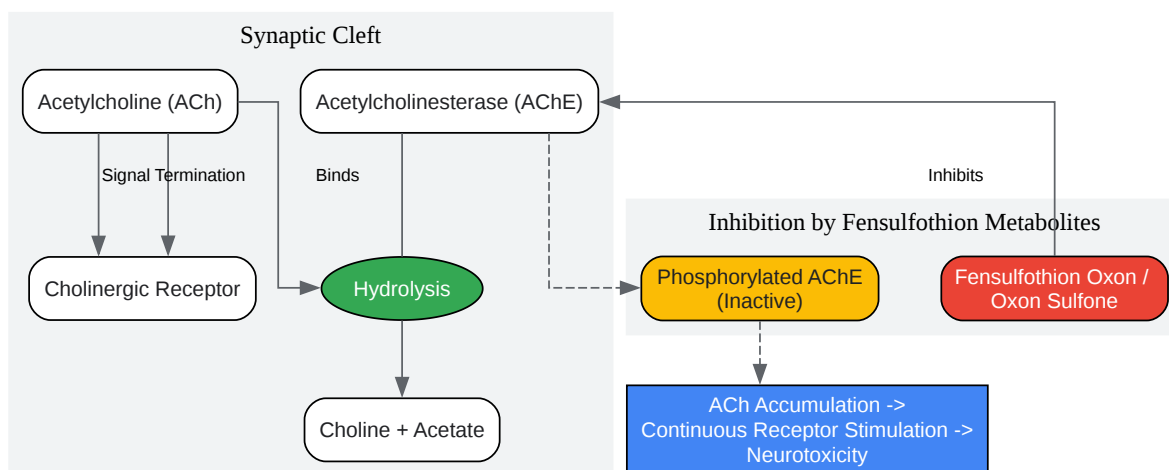 Synaptic Cleft
Acetylcholine (ACh)
Acetylcholinesterase (AChE)
Signal Termination
Binds
Inhibits
Inhibition by Fensulfothion Metabolites
Cholinergic Receptor
Hydrolysis
Phosphorylated AChE
(Inactive)
Fensulfothion Oxon /
Oxon Sulfone
Choline + Acetate
ACh Accumulation ->
Continuous Receptor Stimulation ->
Neurotoxicity